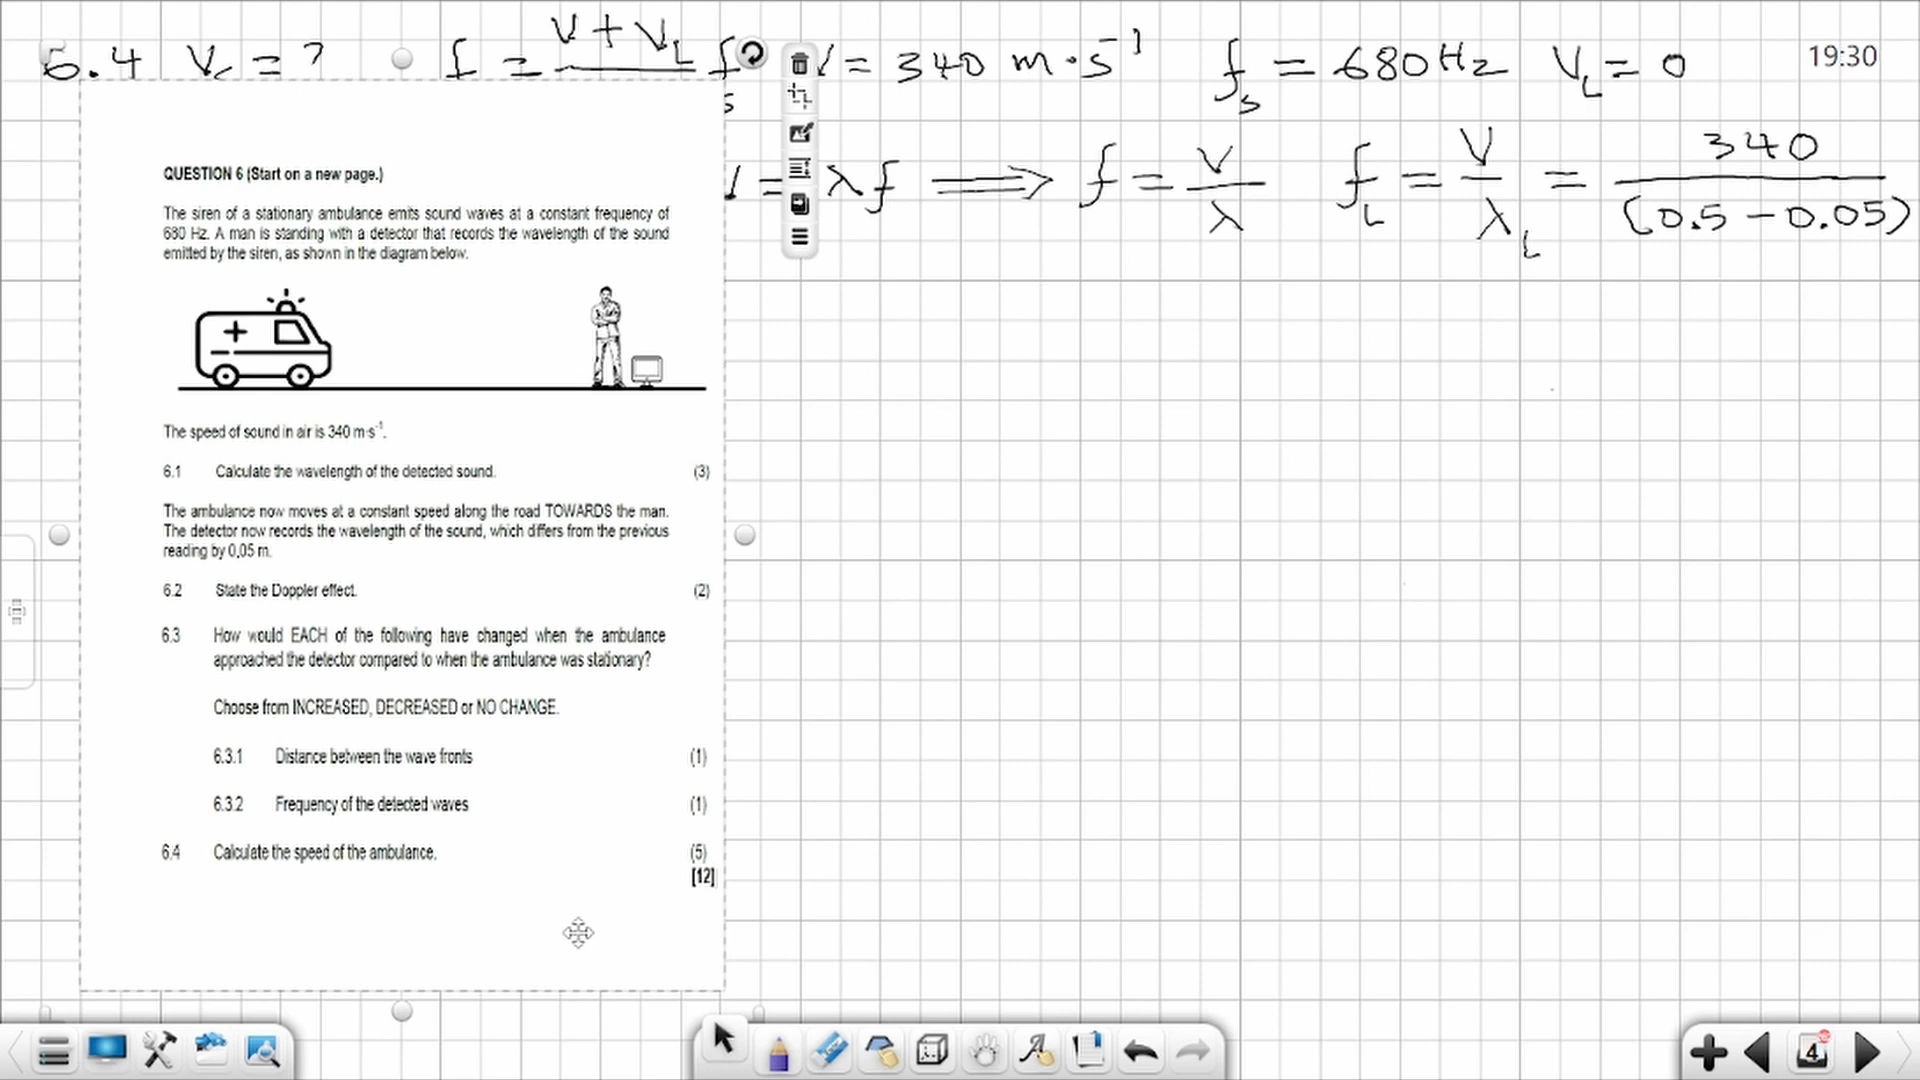 6.4 Vs = ? f = V + VL fs V = 340 m·s¹ fs = 680Hz VL = 0 19:30
V = λf ⟹ f = V/λ fL = V/λL = 340/(0.5-0.05)
QUESTION 6 (Start on a new page.)
The siren of a stationary ambulance emits sound waves at a constant frequency of
680 Hz. A man is standing with a detector that records the wavelength of the sound
emitted by the siren, as shown in the diagram below.
The speed of sound in air is 340 m·s⁻¹.
6.1 Calculate the wavelength of the detected sound. (3)
The ambulance now moves at a constant speed along the road TOWARDS the man.
The detector now records the wavelength of the sound, which differs from the previous
reading by 0,05 m.
6.2 State the Doppler effect. (2)
6.3 How would EACH of the following have changed when the ambulance
approached the detector compared to when the ambulance was stationary?
Choose from INCREASED, DECREASED or NO CHANGE.
6.3.1 Distance between the wave fronts (1)
6.3.2 Frequency of the detected waves (1)
6.4 Calculate the speed of the ambulance. (5)
[12]
4